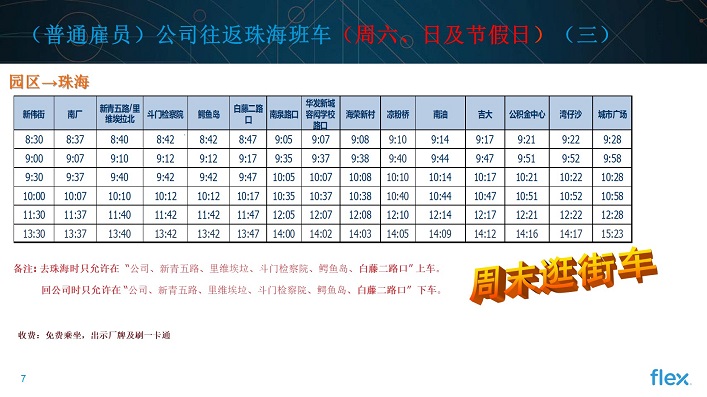 （普通雇员）公司往返珠海班车（周六、日及节假日）（三）
园区→珠海
新伟街 南厂 新青五路/里维埃拉北 斗门检察院 鳄鱼岛 白藤二路口 南泉路口 华发新城容闳学校路口 海荣新村 凉粉桥 南油 吉大 公积金中心 湾仔沙 城市广场
8:30 8:37 8:40 8:42 8:42 8:47 9:05 9:07 9:08 9:10 9:14 9:17 9:21 9:22 9:28
9:00 9:07 9:10 9:12 9:12 9:17 9:35 9:37 9:38 9:40 9:44 9:47 9:51 9:52 9:58
9:30 9:37 9:40 9:42 9:42 9:47 10:05 10:07 10:08 10:10 10:14 10:17 10:21 10:22 10:28
10:00 10:07 10:10 10:12 10:12 10:17 10:35 10:37 10:38 10:40 10:44 10:47 10:51 10:52 10:58
11:30 11:37 11:40 11:42 11:42 11:47 12:05 12:07 12:08 12:10 12:14 12:17 12:21 12:22 12:28
13:30 13:37 13:40 13:41 13:42 13:47 14:00 14:02 14:03 14:05 14:09 14:12 14:16 14:17 15:23
备注：去珠海时只允许在“公司、新青五路、里维埃垃、斗门检察院、鳄鱼岛、白藤二路口”上车。
回公司时只允许在“公司、新青五路、里维埃垃、斗门检察院、鳄鱼岛、白藤二路口”下车。
周末逛街车
收费：免费乘坐，出示厂牌及刷一卡通
7
flex